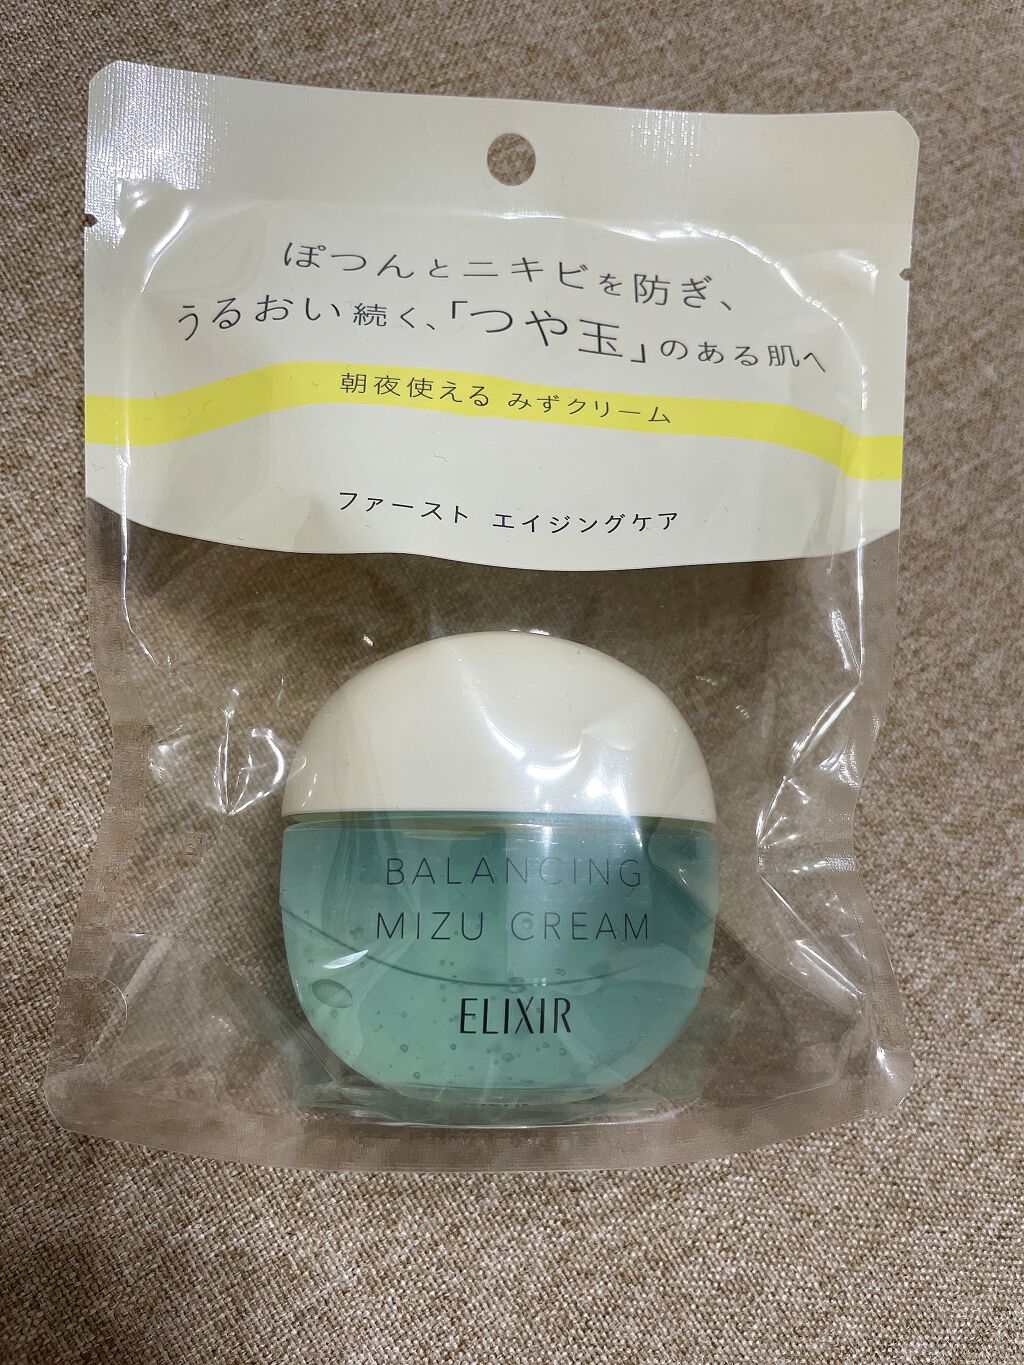 ぽつんとニキビを防ぎ、
うるおい続く、「つや玉」のある肌へ
朝夜使える みずクリーム
ファースト エイジングケア
BALANCING
MIZU CREAM
ELIXIR